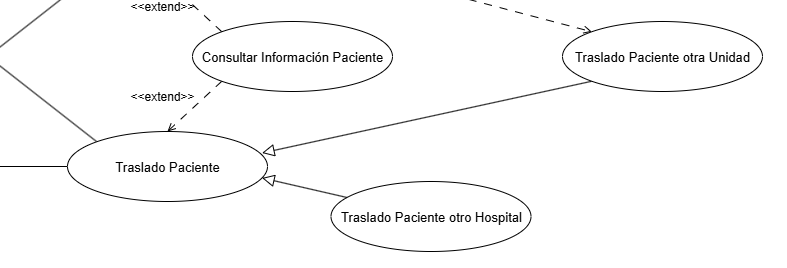 <<extend>>
Consultar Información Paciente
Traslado Paciente otra Unidad
<<extend>>
Traslado Paciente
Traslado Paciente otro Hospital